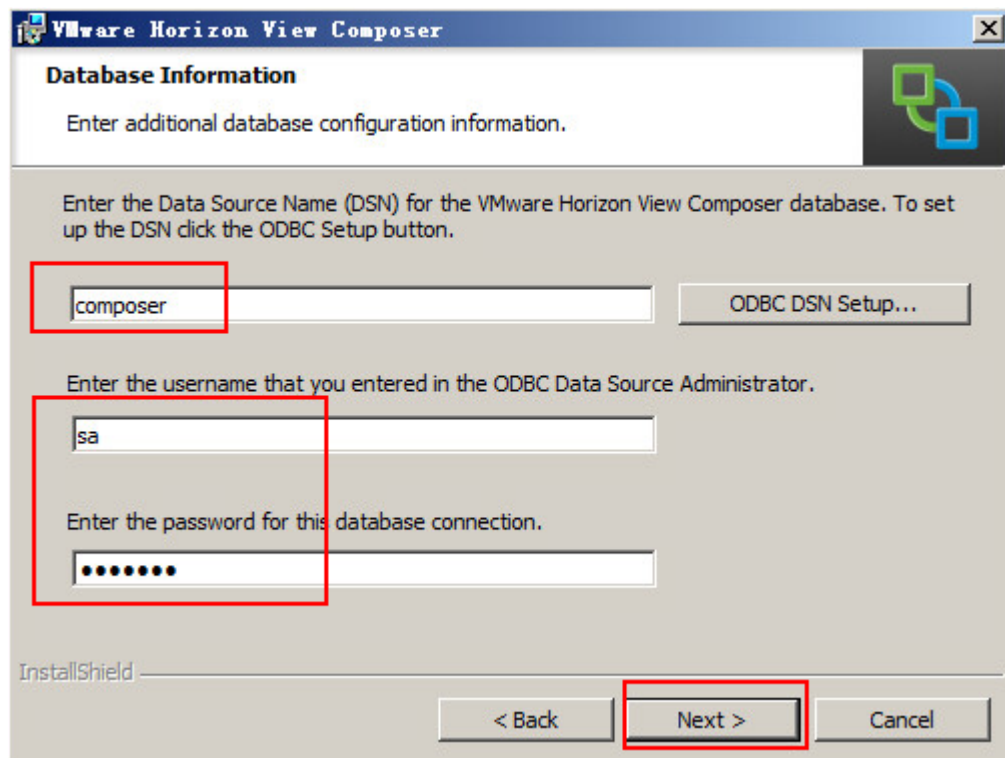 VMware Horizon View Composer
Database Information
Enter additional database configuration information.
Enter the Data Source Name (DSN) for the VMware Horizon View Composer database. To set
up the DSN click the ODBC Setup button.
composer
ODBC DSN Setup...
Enter the username that you entered in the ODBC Data Source Administrator.
sa
Enter the password for this database connection.
•••••••
InstallShield
< Back
Next >
Cancel